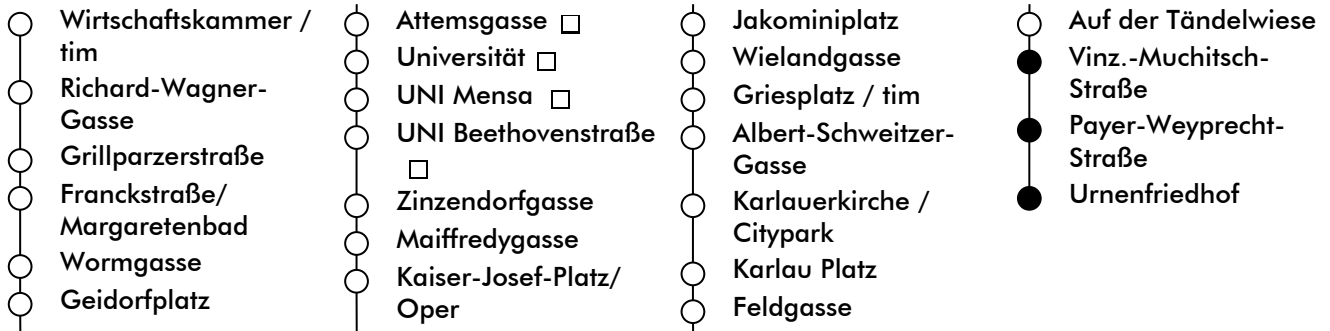 Wirtschaftskammer /
tim
Richard-Wagner-
Gasse
Grillparzerstraße
Franckstraße/
Margaretenbad
Wormgasse
Geidorfplatz
Attemsgasse
Universität
UNI Mensa
UNI Beethovenstraße
Zinzendorfgasse
Maiffredygasse
Kaiser-Josef-Platz/
Oper
Jakominiplatz
Wielandgasse
Griesplatz / tim
Albert-Schweitzer-
Gasse
Karlauerkirche /
Citypark
Karlau Platz
Feldgasse
Auf der Tändelwiese
Vinz.-Muchitsch-
Straße
Payer-Weyprecht-
Straße
Urnenfriedhof